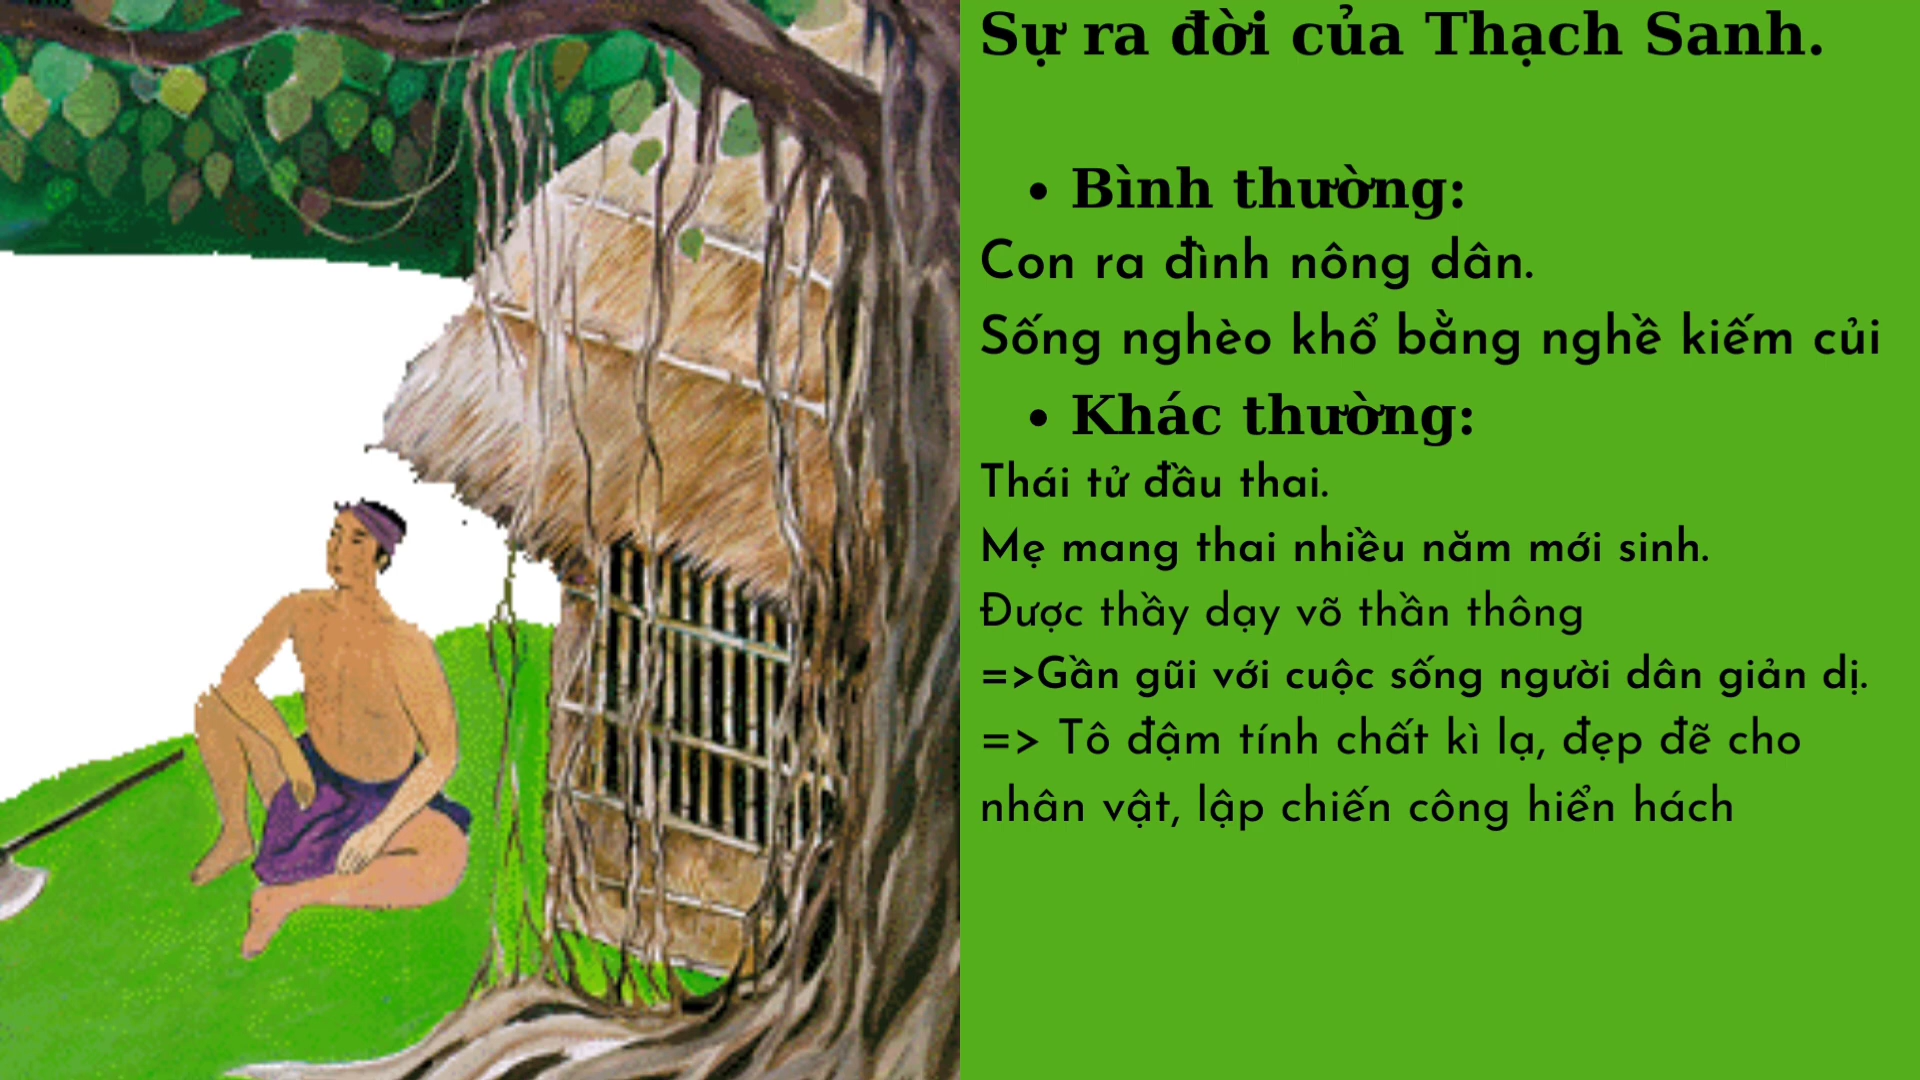 Sự ra đời của Thạch Sanh.
• Bình thường:
Con ra đình nông dân.
Sống nghèo khổ bằng nghề kiếm củi
• Khác thường:
Thái tử đầu thai.
Mẹ mang thai nhiều năm mới sinh.
Được thầy dạy võ thần thông
=>Gần gũi với cuộc sống người dân giản dị.
=> Tô đậm tính chất kì lạ, đẹp đẽ cho
nhân vật, lập chiến công hiển hách